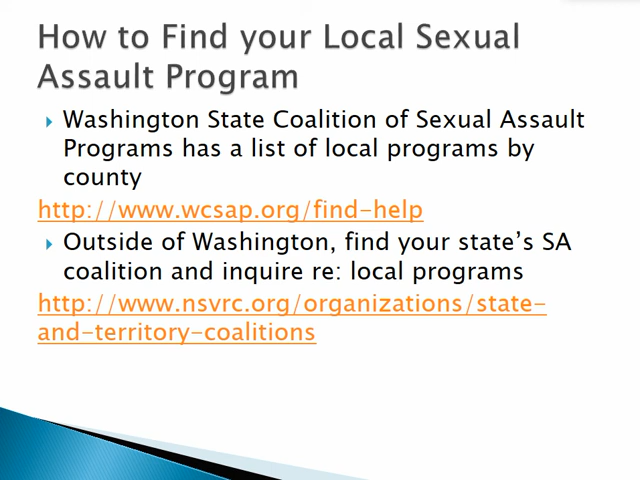 How to Find your Local Sexual
Assault Program
Washington State Coalition of Sexual Assault
Programs has a list of local programs by
county
http://www.wcsap.org/find-help
Outside of Washington, find your state’s SA
coalition and inquire re: local programs
http://www.nsvrc.org/organizations/state-
and-territory-coalitions